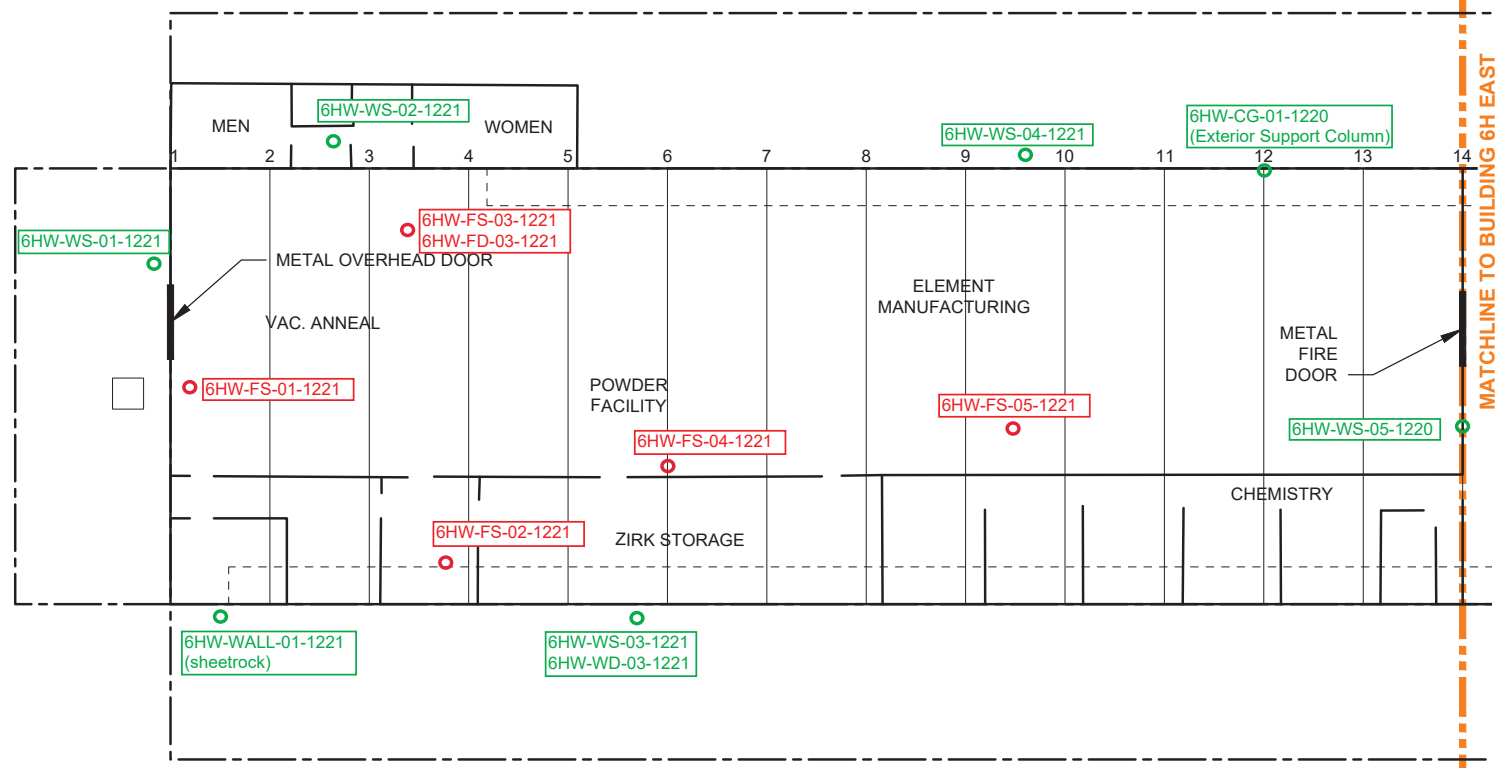 6HW-WS-02-1221
MEN
WOMEN
6HW-WS-04-1221
6HW-CG-01-1220
(Exterior Support Column)
1 2 3 4 5 6 7 8 9 10 11 12 13 14
6HW-WS-01-1221
6HW-FS-03-1221
6HW-FD-03-1221
METAL OVERHEAD DOOR
VAC. ANNEAL
ELEMENT
MANUFACTURING
METAL
FIRE
DOOR
MATCHLINE TO BUILDING 6H EAST
6HW-FS-01-1221
POWDER
FACILITY
6HW-FS-05-1221
6HW-FS-04-1221
6HW-WS-05-1220
CHEMISTRY
6HW-FS-02-1221
ZIRK STORAGE
6HW-WALL-01-1221
(sheetrock)
6HW-WS-03-1221
6HW-WD-03-1221